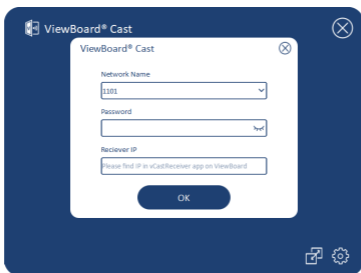 ViewBoard® Cast
ViewBoard® Cast
Network Name
1101
Password
Reciever IP
Please find IP in vCastReceiver app on ViewBoard
OK